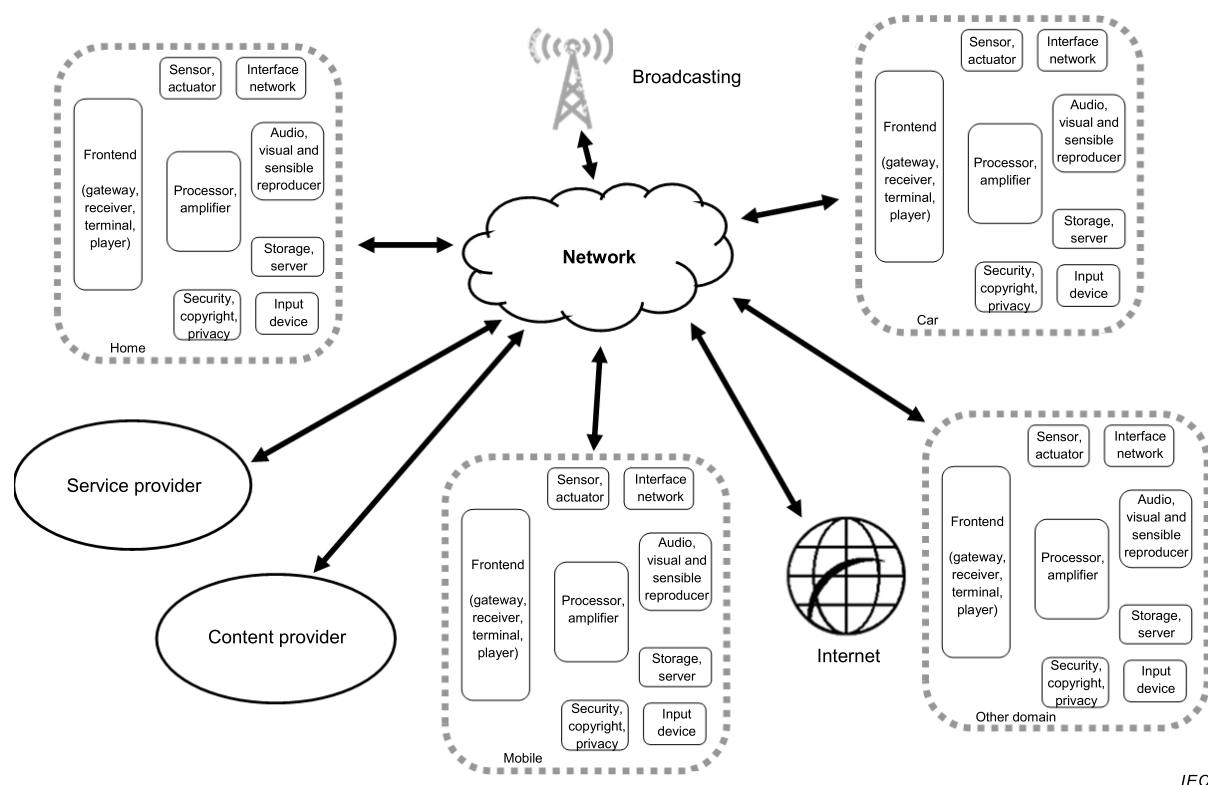 Broadcasting
Sensor,
actuator
Interface
network
Frontend
(gateway,
receiver,
terminal,
player)
Processor,
amplifier
Audio,
visual and
sensible
reproducer
Storage,
server
Security,
copyright,
privacy
Input
device
Home
Network
Sensor,
actuator
Interface
network
Frontend
(gateway,
receiver,
terminal,
player)
Processor,
amplifier
Audio,
visual and
sensible
reproducer
Storage,
server
Security,
copyright,
privacy
Input
device
Car
Service provider
Content provider
Sensor,
actuator
Interface
network
Frontend
(gateway,
receiver,
terminal,
player)
Processor,
amplifier
Audio,
visual and
sensible
reproducer
Storage,
server
Security,
copyright,
privacy
Input
device
Mobile
Internet
Sensor,
actuator
Interface
network
Frontend
(gateway,
receiver,
terminal,
player)
Processor,
amplifier
Audio,
visual and
sensible
reproducer
Storage,
server
Security,
copyright,
privacy
Input
device
Other domain
IEC